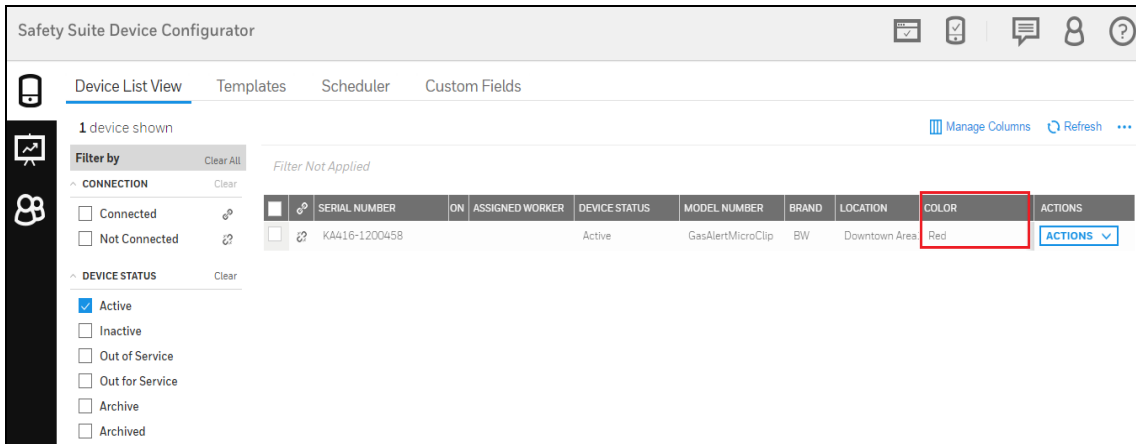 Safety Suite Device Configurator
Device List View Templates Scheduler Custom Fields
1 device shown Manage Columns Refresh
Filter by Clear All
Filter Not Applied
CONNECTION Clear
Connected
Not Connected
SERIAL NUMBER ON ASSIGNED WORKER DEVICE STATUS MODEL NUMBER BRAND LOCATION COLOR ACTIONS
KA416-1200458 Active GasAlertMicroClip BW Downtown Area Red ACTIONS
DEVICE STATUS Clear
Active
Inactive
Out of Service
Out for Service
Archive
Archived